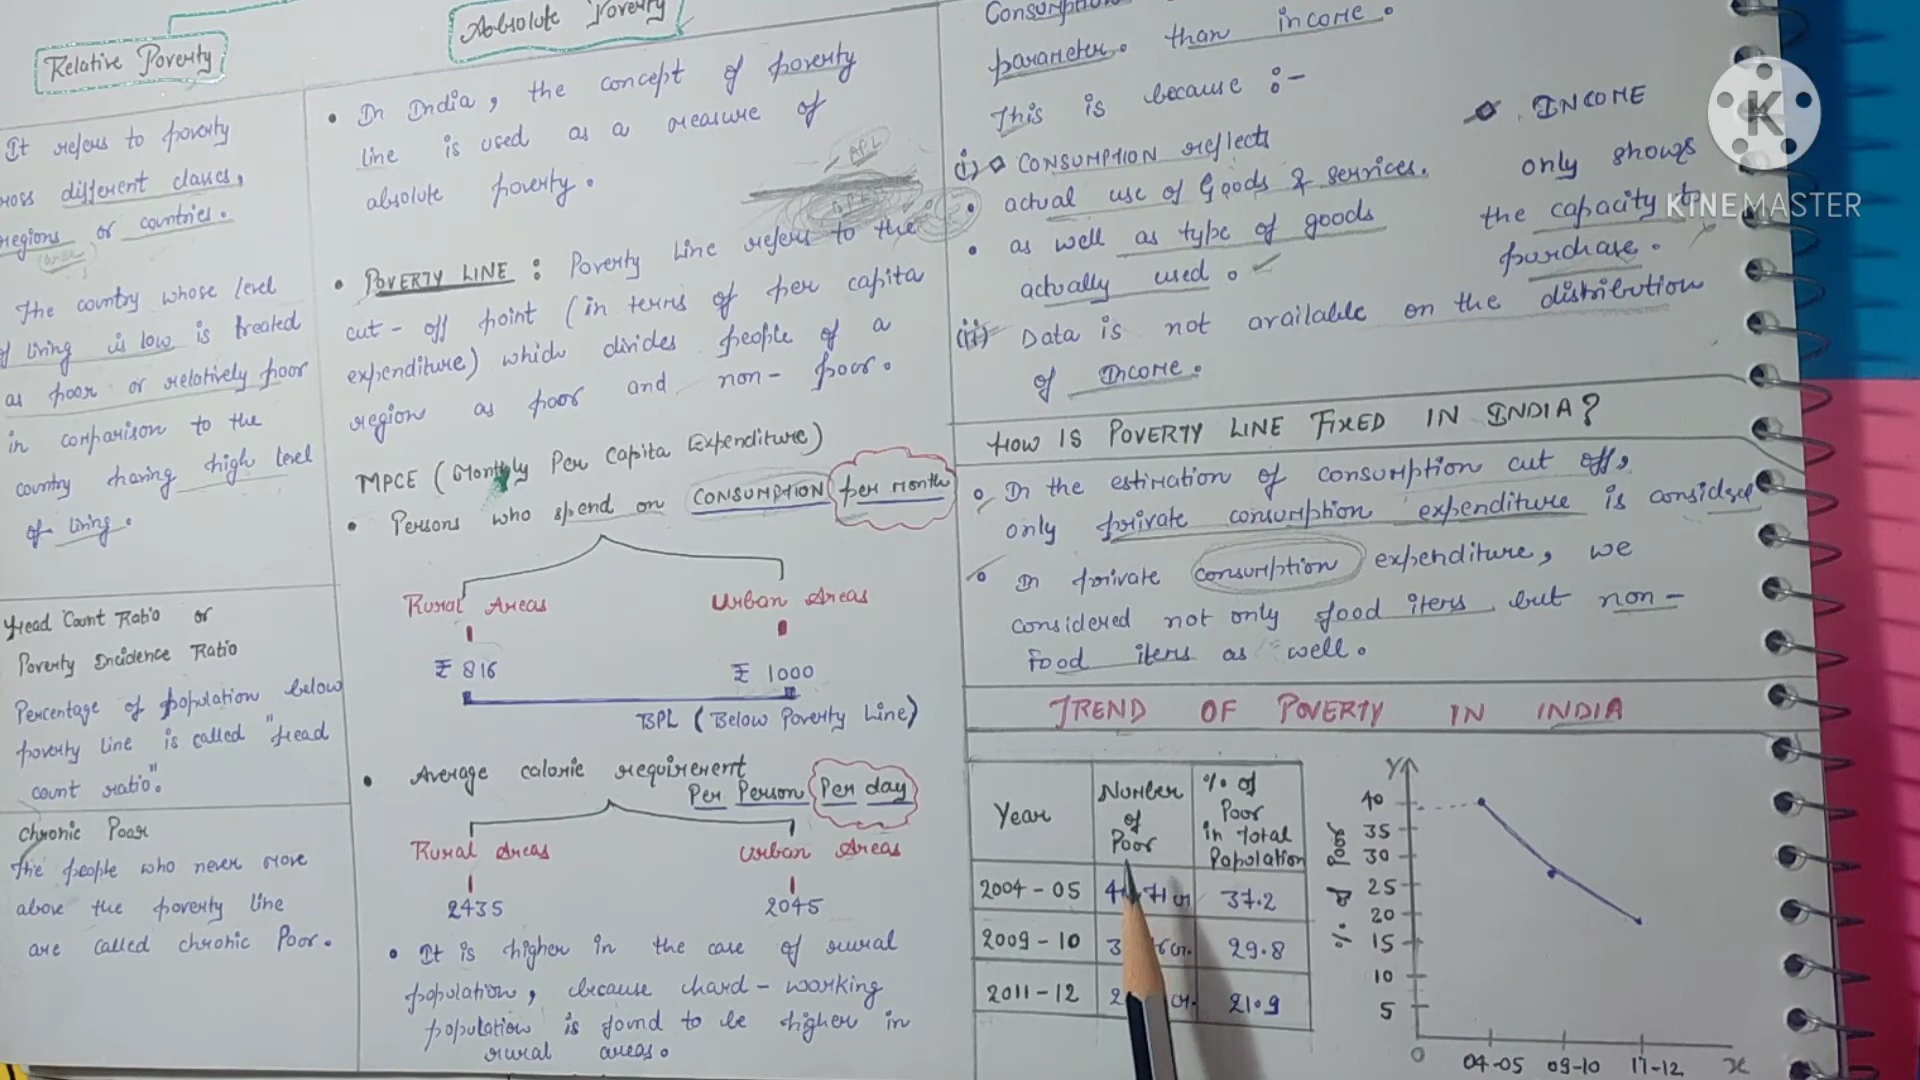 Relative Poverty
It refers to poverty
ross different classes,
regions or countries.
(area)
The country whose level
of living is low is treated
as poor or relatively poor
in comparison to the
country having high level
of living.
Head Count Ratio or
Poverty Incidence Ratio
Percentage of population below
poverty line is called "Head
count ratio".
Chronic Poor
The people who never move
above the poverty line
are called chronic Poor.
Absolute Poverty
• In India, the concept of poverty
line is used as a measure of
absolute poverty.
APL
BPL
• POVERTY LINE : Poverty Line refers to the
cut-off point (in terms of per capita
expenditure) which divides people of a
region as poor and non-poor.
MPCE (Monthly Per Capita Expenditure)
• Persons who spend on CONSUMPTION per month
Rural Areas Urban Areas
₹ 816 ₹ 1000
BPL (Below Poverty Line)
• Average calorie requirement
Per Person Per day
Rural Areas Urban Areas
2435 2045
• It is higher in the case of rural
population, because hard-working
population is found to be higher in
rural areas.
Consumption
parameter. than income.
This is because :-
(i) CONSUMPTION reflects
• actual use of Goods & services.
• as well as type of goods
actually used.
INCOME
only shows
the capacity to
purchase.
(ii) Data is not available on the distribution
of Income.
HOW IS POVERTY LINE FIXED IN INDIA?
• In the estimation of consumption cut off,
only private consumption expenditure is considered
• In private consumption expenditure, we
considered not only food items but non-
food items as well.
TREND OF POVERTY IN INDIA
Year Number of Poor % of Poor in total Population
2004-05 37.2
2009-10 29.8
2011-12 21.9
Y
% of Poor
40
35
30
25
20
15
10
5
0 04-05 09-10 11-12 x
K
KINEMASTER